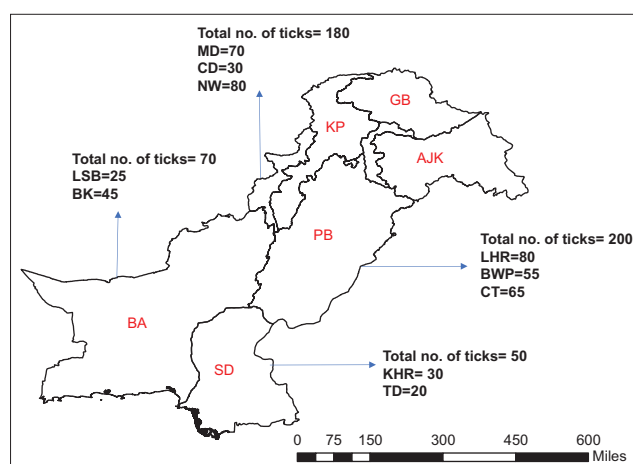 Total no. of ticks= 180
MD=70
CD=30
NW=80
GB
KP
AJK
Total no. of ticks= 70
LSB=25
BK=45
PB
Total no. of ticks= 200
LHR=80
BWP=55
CT=65
BA
SD
Total no. of ticks= 50
KHR= 30
TD=20
0 75 150 300 450 600
Miles